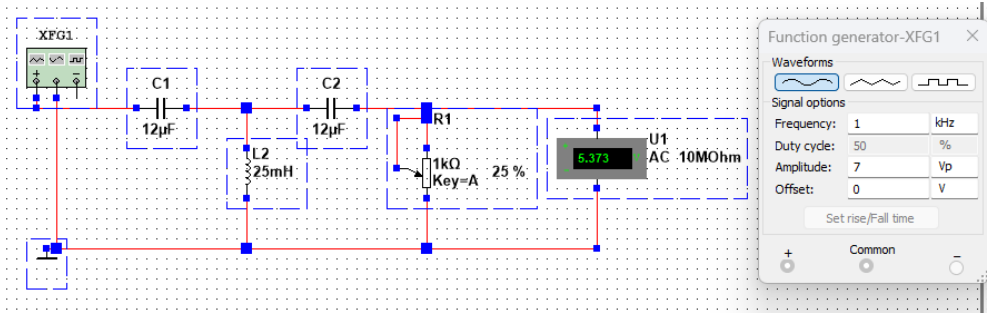 XFG1
+
−
C1
12µF
C2
12µF
L2
25mH
R1
1kΩ
Key=A
25 %
5.373
U1
AC 10MOhm
Function generator-XFG1
Waveforms
Signal options
Frequency: 1 kHz
Duty cycle: 50 %
Amplitude: 7 Vp
Offset: 0 V
Set rise/Fall time
+ Common −